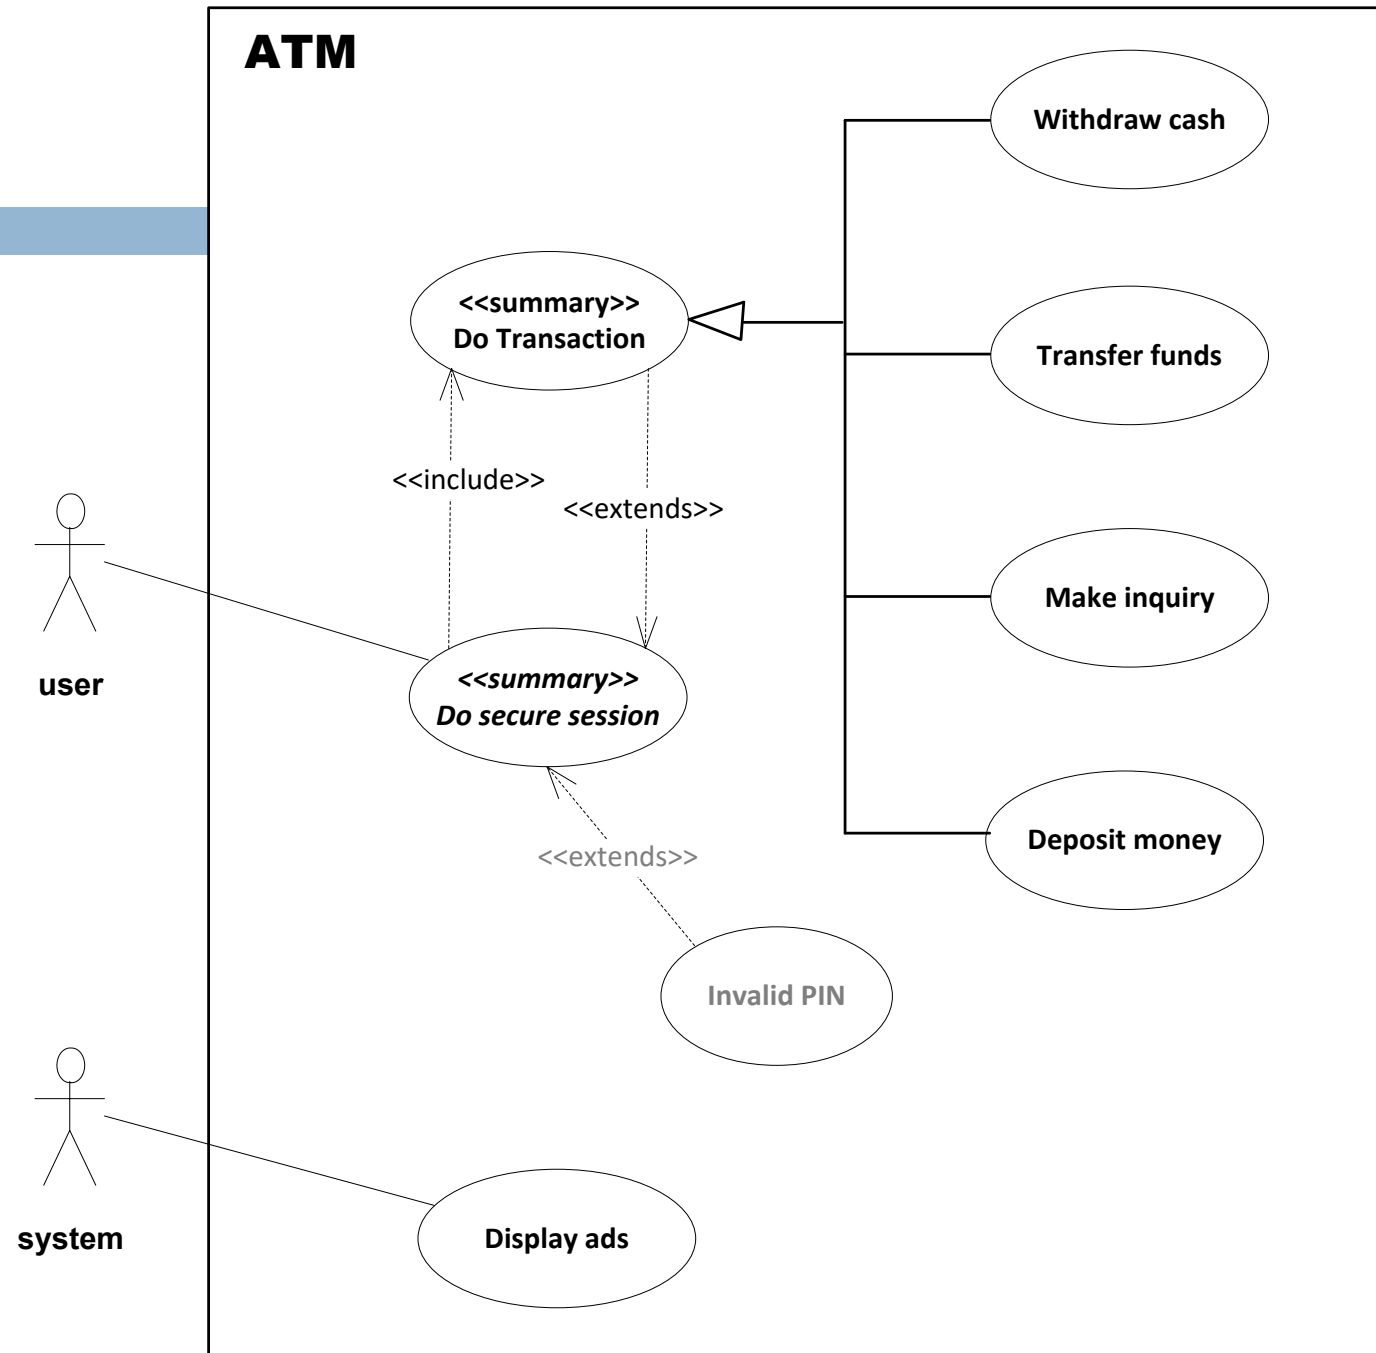 ATM
Withdraw cash
<<summary>>
Do Transaction
Transfer funds
<<include>>
<<extends>>
Make inquiry
user
<<summary>>
Do secure session
Deposit money
<<extends>>
Invalid PIN
system
Display ads